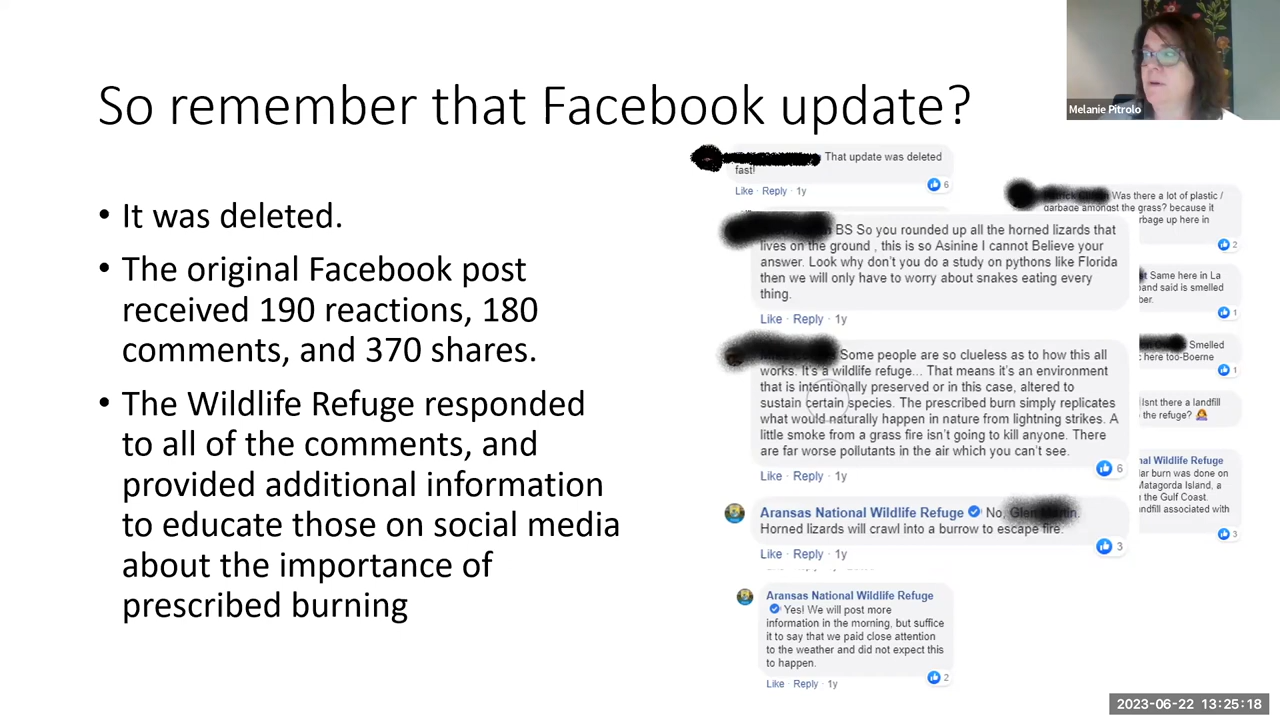 So remember that Facebook update?
Melanie Pitrolo
• It was deleted.
• The original Facebook post
received 190 reactions, 180
comments, and 370 shares.
• The Wildlife Refuge responded
to all of the comments, and
provided additional information
to educate those on social media
about the importance of
prescribed burning
That update was deleted
fast!
Like · Reply · 1y
6
BS So you rounded up all the horned lizards that
lives on the ground , this is so Asinine I cannot Believe your
answer. Look why don't you do a study on pythons like Florida
then we will only have to worry about snakes eating every
thing.
Like · Reply · 1y
Some people are so clueless as to how this all
works. It's a wildlife refuge... That means it's an environment
that is intentionally preserved or in this case, altered to
sustain certain species. The prescribed burn simply replicates
what would naturally happen in nature from lightning strikes. A
little smoke from a grass fire isn't going to kill anyone. There
are far worse pollutants in the air which you can't see.
Like · Reply · 1y
6
Aransas National Wildlife Refuge No,
Horned lizards will crawl into a burrow to escape fire.
Like · Reply · 1y
3
Aransas National Wildlife Refuge
Yes! We will post more
information in the morning, but suffice
it to say that we paid close attention
to the weather and did not expect this
to happen.
Like · Reply · 1y
2
Was there a lot of plastic /
garbage amongst the grass? because it
rbage up here in
2
Same here in La
and said is smelled
ber.
1
Smelled
here too-Boerne
1
Isnt there a landfill
the refuge?
nal Wildlife Refuge
lar burn was done on
Matagorda Island, a
the Gulf Coast.
ndfill associated with
3
2023-06-22 13:25:18